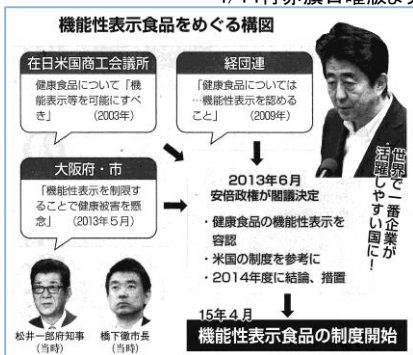 機能性表示食品をめぐる構図
在日米国商工会議所
健康食品について「機
能表示等を可能にすべ
き」 (2003年)
経団連
「健康食品については
…機能性表示を認める
こと」 (2009年)
大阪府・市
「機能性表示を制限す
ることで健康被害を懸
念」 (2013年5月)
2013年6月
安倍政権が閣議決定
・健康食品の機能性表示を
容認
・米国の制度を参考に
・2014年度に結論、措置
世界で一番企業が
活躍しやすい国に!
松井一郎府知事
(当時)
橋下徹市長
(当時)
15年4月
機能性表示食品の制度開始